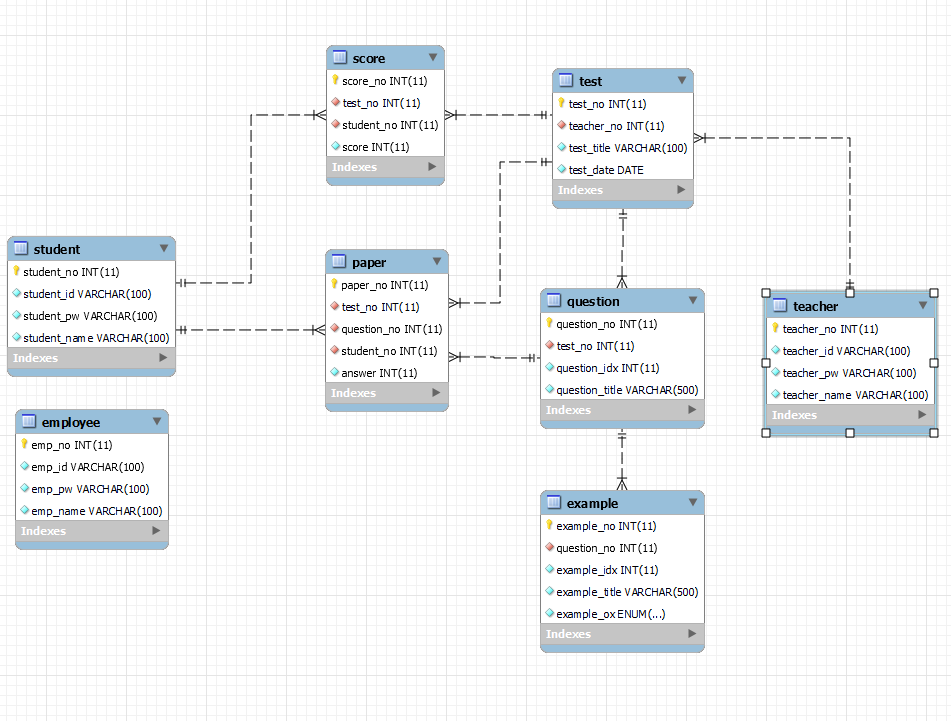 score
score_no INT(11)
test_no INT(11)
student_no INT(11)
score INT(11)
Indexes
test
test_no INT(11)
teacher_no INT(11)
test_title VARCHAR(100)
test_date DATE
Indexes
student
student_no INT(11)
student_id VARCHAR(100)
student_pw VARCHAR(100)
student_name VARCHAR(100)
Indexes
paper
paper_no INT(11)
test_no INT(11)
question_no INT(11)
student_no INT(11)
answer INT(11)
Indexes
question
question_no INT(11)
test_no INT(11)
question_idx INT(11)
question_title VARCHAR(500)
Indexes
teacher
teacher_no INT(11)
teacher_id VARCHAR(100)
teacher_pw VARCHAR(100)
teacher_name VARCHAR(100)
Indexes
employee
emp_no INT(11)
emp_id VARCHAR(100)
emp_pw VARCHAR(100)
emp_name VARCHAR(100)
Indexes
example
example_no INT(11)
question_no INT(11)
example_idx INT(11)
example_title VARCHAR(500)
example_ox ENUM(...)
Indexes